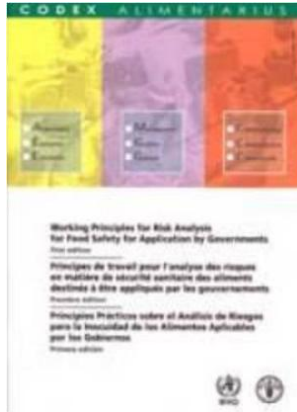 CODEX ALIMENTARIUS
Working Principles for Risk Analysis
for Food Safety for Application by Governments
First edition
Principes de travail pour l'analyse des risques
en matière de sécurité sanitaire des aliments
destinés à être appliqués par les gouvernements
Première édition
Principios Prácticos sobre el Análisis de Riesgos
para la Inocuidad de los Alimentos Aplicables
por los Gobiernos
Primera edición
WHO